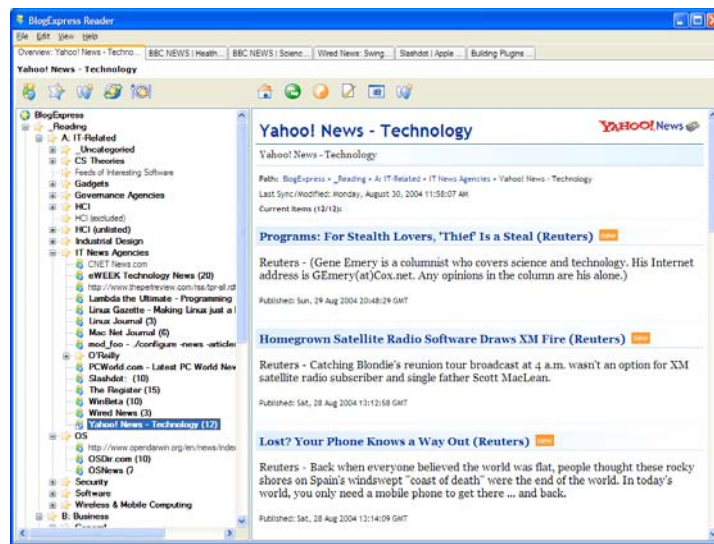 BlogExpress Reader
File Edit View Help
Overview: Yahoo! News - Techno... BBC NEWS | Health... BBC NEWS | Scienc... Wired News: Swing... Slashdot | Apple ... Building Plugins ...
Yahoo! News - Technology
BlogExpress
_Reading
A: IT-Related
_Uncategoried
CS Theories
Feeds of Interesting Software
Gadgets
Governance Agencies
HCI
HCI (excluded)
HCI (unlisted)
Industrial Design
IT News Agencies
CNET News.com
eWEEK Technology News (20)
http://www.thepetreview.com/rss/tpr-ell.rdf
Lambda the Ultimate - Programming
Linux Gazette - Making Linux just a l
Linux Journal (3)
Mac Net Journal (6)
mod_foo - ./configure -news -articles
O'Reilly
PCWorld.com - Latest PC World New
Slashdot: (10)
The Register (15)
WinBeta (10)
Wired News (3)
Yahoo! News - Technology (12)
OS
http://www.opendarwin.org/en/news/index
OSDir.com (10)
OSNews (7
Security
Software
Wireless & Mobile Computing
B: Business
General
Yahoo! News - Technology
YAHOO! News
Yahoo! News - Technology
Path: BlogExpress » _Reading » A: IT-Related » IT News Agencies » Yahoo! News - Technology
Last Sync/Modified: Monday, August 30, 2004 11:58:07 AM
Current Items (12/12):
Programs: For Stealth Lovers, 'Thief' Is a Steal (Reuters) new
Reuters - (Gene Emery is a columnist who covers science and technology. His Internet
address is GEmery(at)Cox.net. Any opinions in the column are his alone.)
Published: Sun, 29 Aug 2004 20:48:29 GMT
Homegrown Satellite Radio Software Draws XM Fire (Reuters) new
Reuters - Catching Blondie's reunion tour broadcast at 4 a.m. wasn't an option for XM
satellite radio subscriber and single father Scott MacLean.
Published: Sat, 28 Aug 2004 13:12:58 GMT
Lost? Your Phone Knows a Way Out (Reuters) new
Reuters - Back when everyone believed the world was flat, people thought these rocky
shores on Spain's windswept "coast of death" were the end of the world. In today's
world, you only need a mobile phone to get there ... and back.
Published: Sat, 28 Aug 2004 13:14:09 GMT